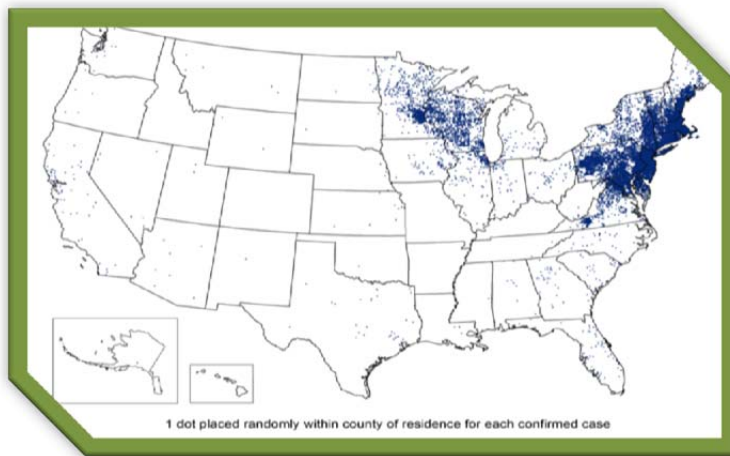 1 dot placed randomly within county of residence for each confirmed case